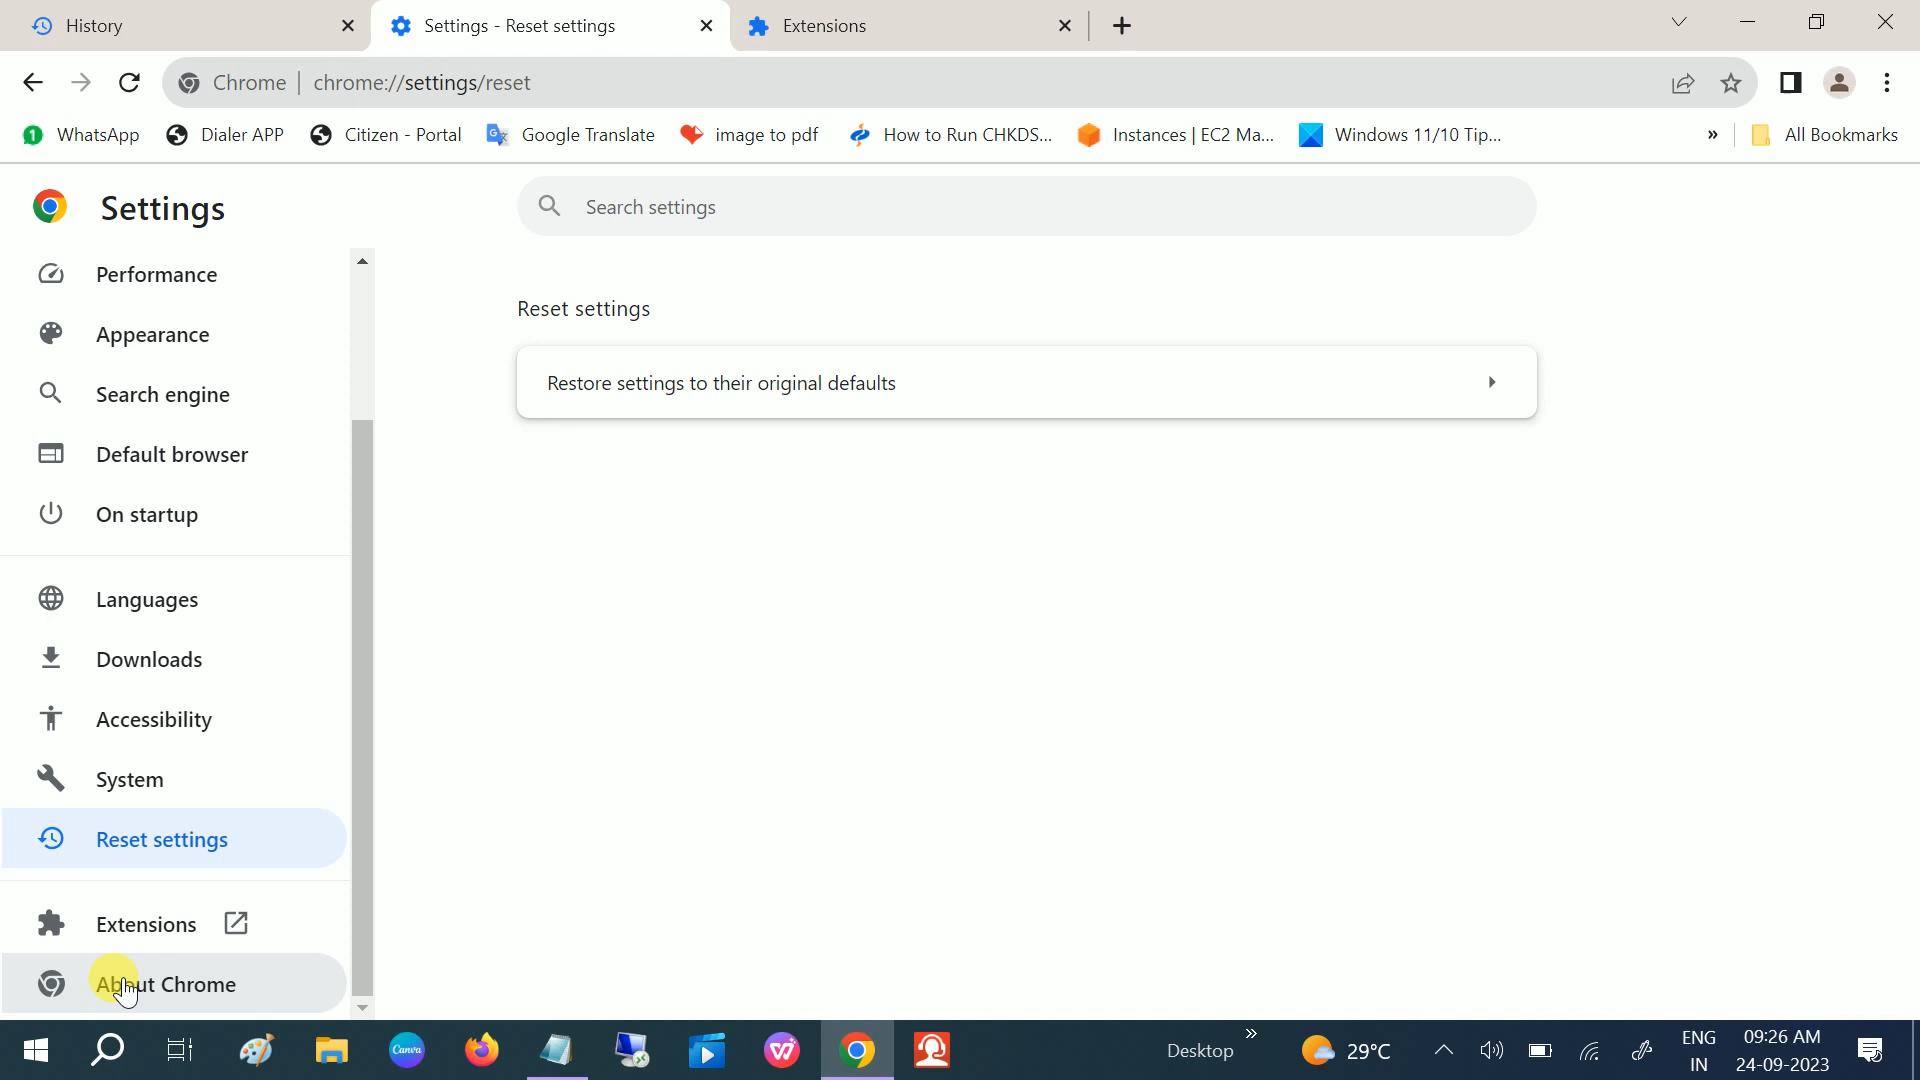 History
Settings - Reset settings
Extensions
Chrome | chrome://settings/reset
1 WhatsApp Dialer APP Citizen - Portal Google Translate image to pdf How to Run CHKDS... Instances | EC2 Ma... Windows 11/10 Tip... » All Bookmarks
Settings
Search settings
Performance
Appearance
Search engine
Default browser
On startup
Languages
Downloads
Accessibility
System
Reset settings
Extensions
About Chrome
Reset settings
Restore settings to their original defaults
Canva
Desktop »
29°C
ENG
IN
09:26 AM
24-09-2023